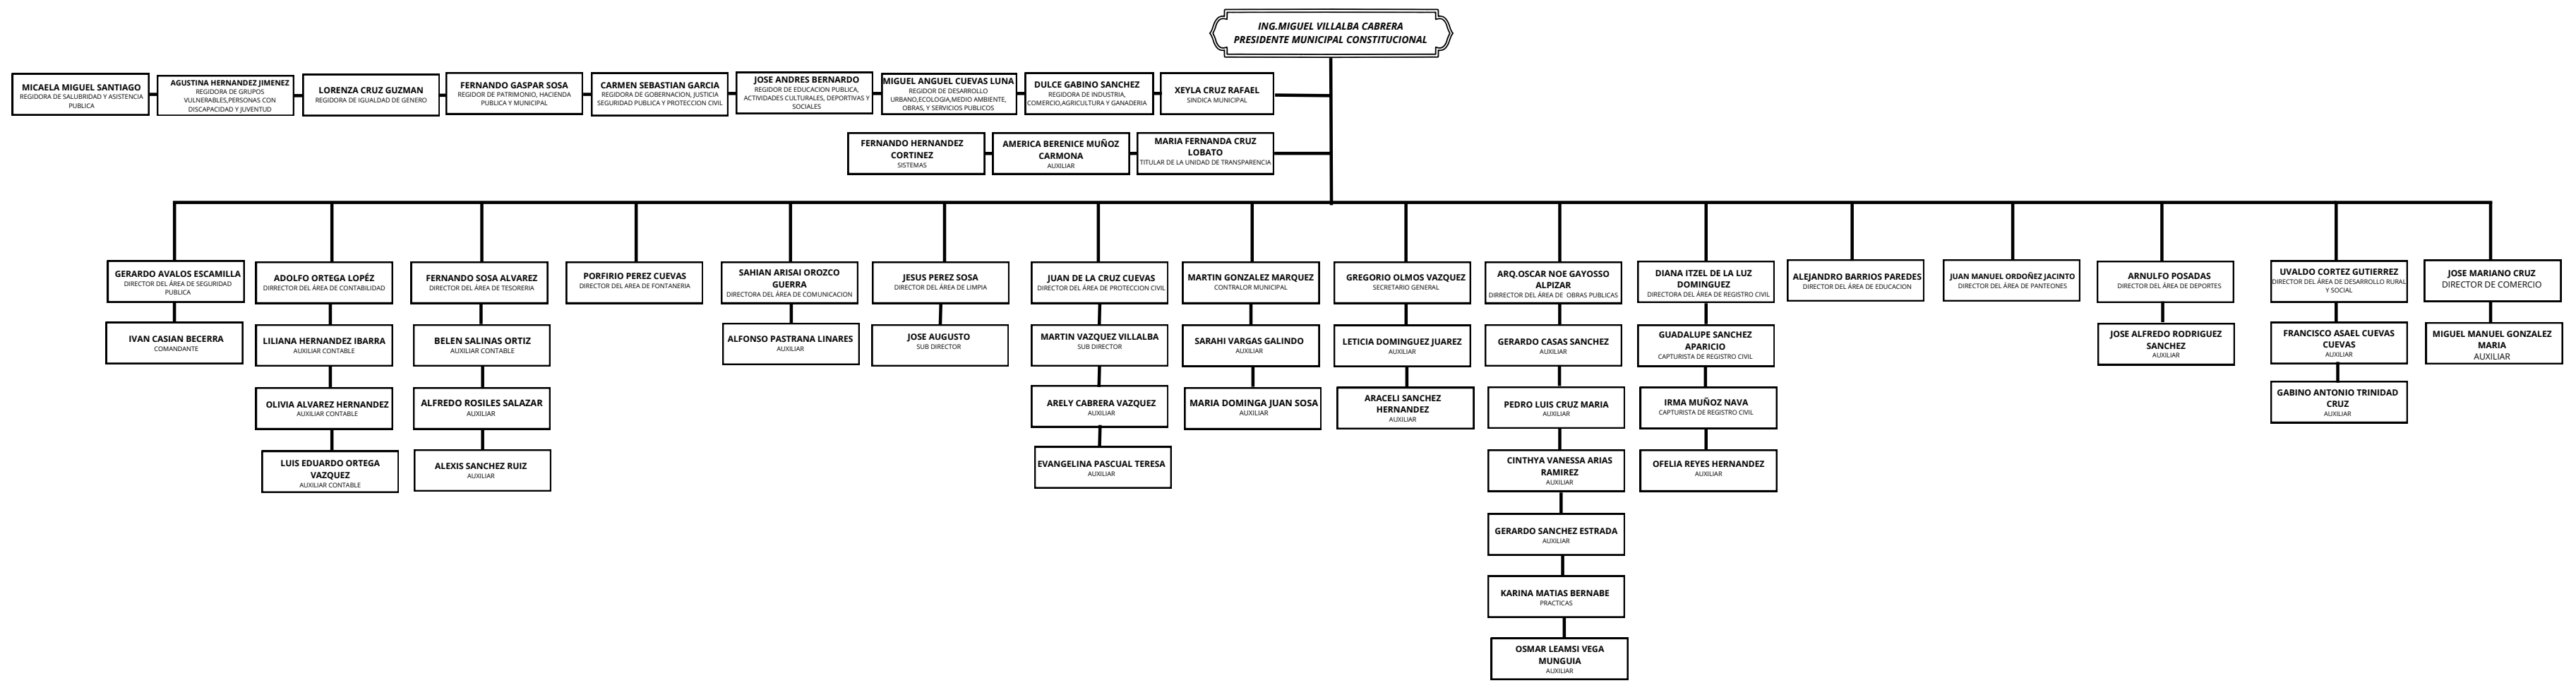 ING.MIGUEL VILLALBA CABRERA
PRESIDENTE MUNICIPAL CONSTITUCIONAL
MICAELA MIGUEL SANTIAGO
REGIDORA DE SALUBRIDAD Y ASISTENCIA
PUBLICA
AGUSTINA HERNANDEZ JIMENEZ
REGIDORA DE GRUPOS
VULNERABLES,PERSONAS CON
DISCAPACIDAD Y JUVENTUD
LORENZA CRUZ GUZMAN
REGIDORA DE IGUALDAD DE GENERO
FERNANDO GASPAR SOSA
REGIDOR DE PATRIMONIO, HACIENDA
PUBLICA Y MUNICIPAL
CARMEN SEBASTIAN GARCIA
REGIDORA DE GOBERNACION, JUSTICIA
SEGURIDAD PUBLICA Y PROTECCION CIVIL
JOSE ANDRES BERNARDO
REGIDOR DE EDUCACION PUBLICA,
ACTIVIDADES CULTURALES, DEPORTIVAS Y
SOCIALES
MIGUEL ANGUEL CUEVAS LUNA
REGIDOR DE DESARROLLO
URBANO,ECOLOGIA,MEDIO AMBIENTE,
OBRAS, Y SERVICIOS PUBLICOS
DULCE GABINO SANCHEZ
REGIDORA DE INDUSTRIA,
COMERCIO,AGRICULTURA Y GANADERIA
XEYLA CRUZ RAFAEL
SINDICA MUNICIPAL
FERNANDO HERNANDEZ
CORTINEZ
SISTEMAS
AMERICA BERENICE MUÑOZ
CARMONA
AUXILIAR
MARIA FERNANDA CRUZ
LOBATO
TITULAR DE LA UNIDAD DE TRANSPARENCIA
GERARDO AVALOS ESCAMILLA
DIRECTOR DEL ÁREA DE SEGURIDAD
PUBLICA
IVAN CASIAN BECERRA
COMANDANTE
ADOLFO ORTEGA LOPÉZ
DIRRECTOR DEL ÁREA DE CONTABILIDAD
LILIANA HERNANDEZ IBARRA
AUXILIAR CONTABLE
OLIVIA ALVAREZ HERNANDEZ
AUXILIAR CONTABLE
LUIS EDUARDO ORTEGA
VAZQUEZ
AUXILIAR CONTABLE
FERNANDO SOSA ALVAREZ
DIRECTOR DEL ÁREA DE TESORERIA
BELEN SALINAS ORTIZ
AUXILIAR CONTABLE
ALFREDO ROSILES SALAZAR
AUXILIAR
ALEXIS SANCHEZ RUIZ
AUXILIAR
PORFIRIO PEREZ CUEVAS
DIRECTOR DEL AREA DE FONTANERIA
SAHIAN ARISAI OROZCO
GUERRA
DIRECTORA DEL ÁREA DE COMUNICACION
ALFONSO PASTRANA LINARES
AUXILIAR
JESUS PEREZ SOSA
DIRECTOR DEL ÁREA DE LIMPIA
JOSE AUGUSTO
SUB DIRECTOR
JUAN DE LA CRUZ CUEVAS
DIRECTOR DEL ÁREA DE PROTECCION CIVIL
MARTIN VAZQUEZ VILLALBA
SUB DIRECTOR
ARELY CABRERA VAZQUEZ
AUXILIAR
EVANGELINA PASCUAL TERESA
AUXILIAR
MARTIN GONZALEZ MARQUEZ
CONTRALOR MUNICIPAL
SARAHI VARGAS GALINDO
AUXILIAR
MARIA DOMINGA JUAN SOSA
AUXILIAR
GREGORIO OLMOS VAZQUEZ
SECRETARIO GENERAL
LETICIA DOMINGUEZ JUAREZ
AUXILIAR
ARACELI SANCHEZ
HERNANDEZ
AUXILIAR
ARQ.OSCAR NOE GAYOSSO
ALPIZAR
DIRRECTOR DEL ÁREA DE OBRAS PUBLICAS
GERARDO CASAS SANCHEZ
AUXILIAR
PEDRO LUIS CRUZ MARIA
AUXILIAR
CINTHYA VANESSA ARIAS
RAMIREZ
AUXILIAR
GERARDO SANCHEZ ESTRADA
AUXILIAR
KARINA MATIAS BERNABE
PRACTICAS
OSMAR LEAMSI VEGA
MUNGUIA
AUXILIAR
DIANA ITZEL DE LA LUZ
DOMINGUEZ
DIRECTORA DEL ÁREA DE REGISTRO CIVIL
GUADALUPE SANCHEZ
APARICIO
CAPTURISTA DE REGISTRO CIVIL
IRMA MUÑOZ NAVA
CAPTURISTA DE REGISTRO CIVIL
OFELIA REYES HERNANDEZ
AUXILIAR
ALEJANDRO BARRIOS PAREDES
DIRECTOR DEL ÁREA DE EDUCACION
JUAN MANUEL ORDOÑEZ JACINTO
DIRECTOR DEL ÁREA DE PANTEONES
ARNULFO POSADAS
DIRECTOR DEL ÁREA DE DEPORTES
JOSE ALFREDO RODRIGUEZ
SANCHEZ
AUXILIAR
UVALDO CORTEZ GUTIERREZ
DIRECTOR DEL ÁREA DE DESARROLLO RURAL
Y SOCIAL
FRANCISCO ASAEL CUEVAS
CUEVAS
AUXILIAR
GABINO ANTONIO TRINIDAD
CRUZ
AUXILIAR
JOSE MARIANO CRUZ
DIRECTOR DE COMERCIO
MIGUEL MANUEL GONZALEZ
MARIA
AUXILIAR